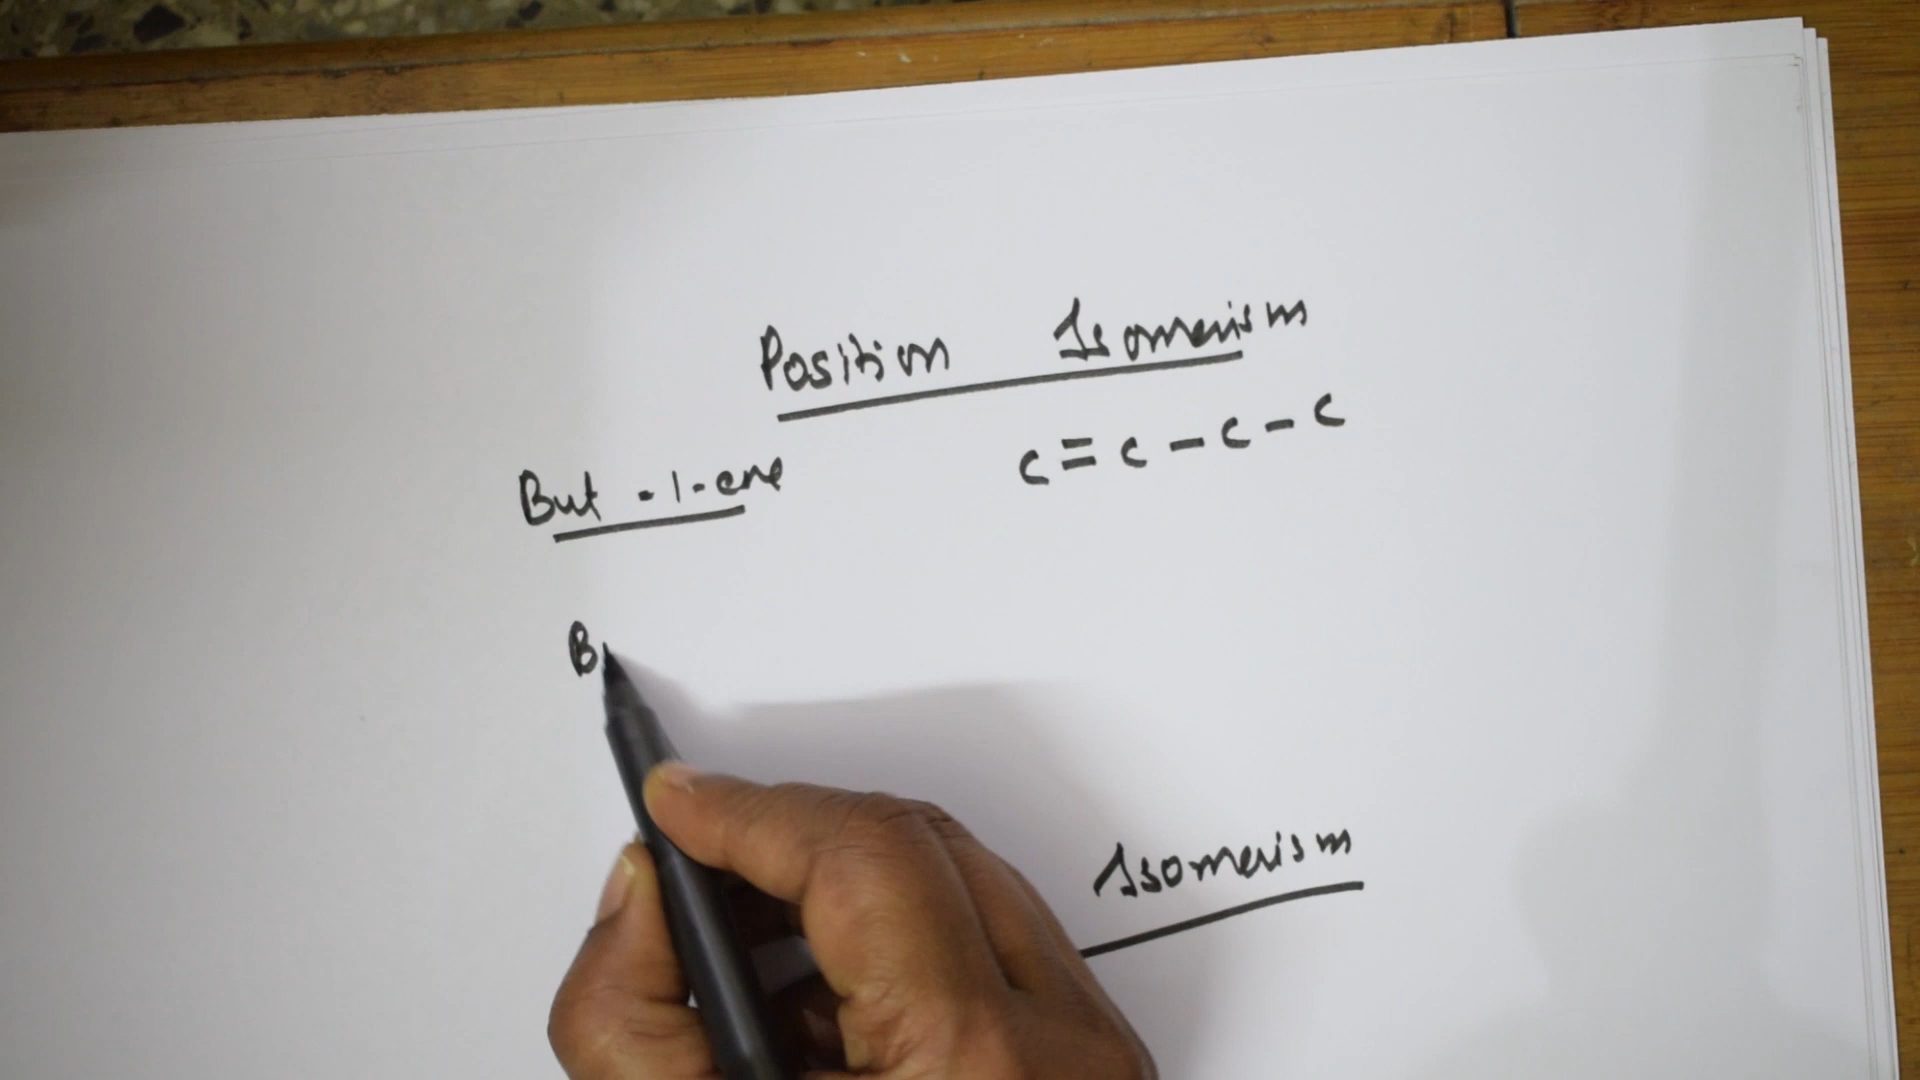 Position Isomerism
C=C-C-C
But-1-ene
B
Isomerism